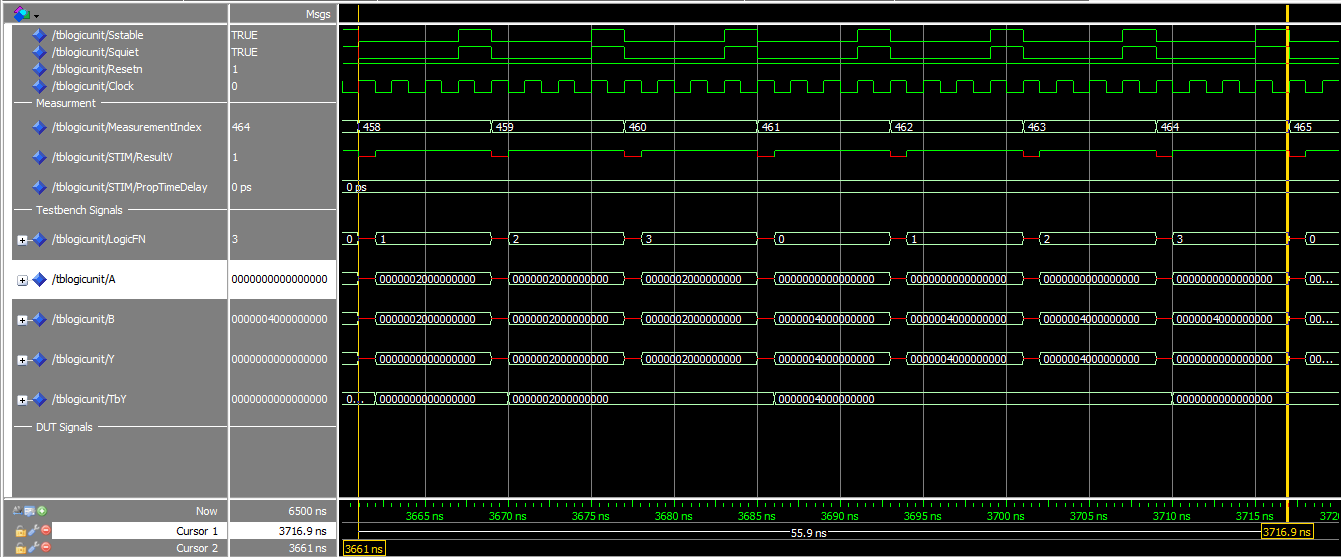 Msgs
/tblogicunit/Sstable TRUE
/tblogicunit/Squiet TRUE
/tblogicunit/Resetn 1
/tblogicunit/Clock 0
Measurment
/tblogicunit/MeasurementIndex 464 458 459 460 461 462 463 464 465
/tblogicunit/STIM/ResultV 1
/tblogicunit/STIM/PropTimeDelay 0 ps 0 ps
Testbench Signals
/tblogicunit/LogicFN 3 0 1 2 3 0 1 2 3 0
/tblogicunit/A 0000000000000000 0000002000000000 0000002000000000 0000002000000000 0000000000000000 0000000000000000 0000000000000000 0000000000000000 00...
/tblogicunit/B 0000004000000000 0000002000000000 0000002000000000 0000002000000000 0000004000000000 0000004000000000 0000004000000000 0000004000000000 00...
/tblogicunit/Y 0000000000000000 0000000000000000 0000002000000000 0000002000000000 0000004000000000 0000004000000000 0000004000000000 0000000000000000 00...
/tblogicunit/TbY 0000000000000000 0... 0000000000000000 0000002000000000 0000004000000000 0000000000000000
DUT Signals
Now 6500 ns 3665 ns 3670 ns 3675 ns 3680 ns 3685 ns 3690 ns 3695 ns 3700 ns 3705 ns 3710 ns 3715 ns 3720
Cursor 1 3716.9 ns 55.9 ns 3716.9 ns
Cursor 2 3661 ns 3661 ns